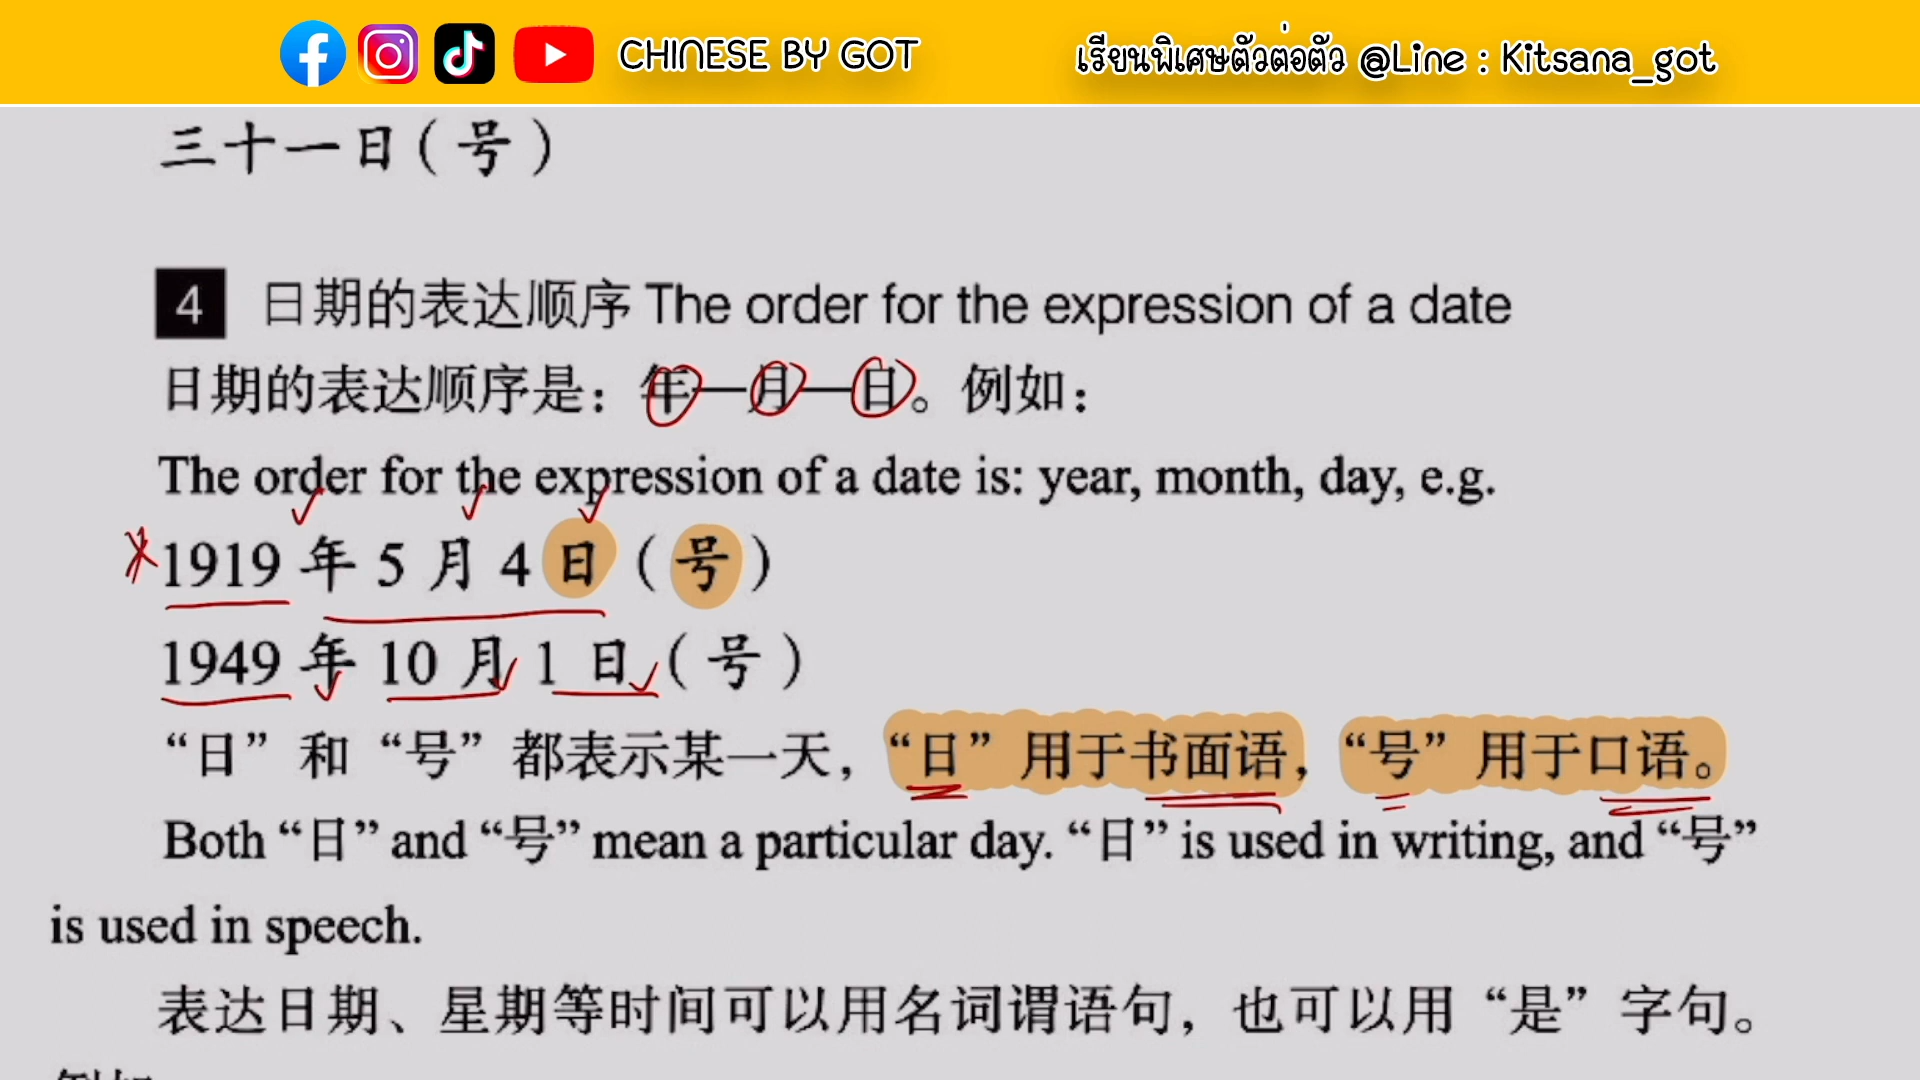 CHINESE BY GOT
เรียนพิเศษตัวต่อตัว @Line : Kitsana_got
三十一日（号）
4 日期的表达顺序 The order for the expression of a date
日期的表达顺序是：年—月—日。例如：
The order for the expression of a date is: year, month, day, e.g.
1919 年 5 月 4 日（号）
1949 年 10 月 1 日（号）
“日”和“号”都表示某一天，“日”用于书面语，“号”用于口语。
Both “日” and “号” mean a particular day. “日” is used in writing, and “号”
is used in speech.
表达日期、星期等时间可以用名词谓语句，也可以用“是”字句。